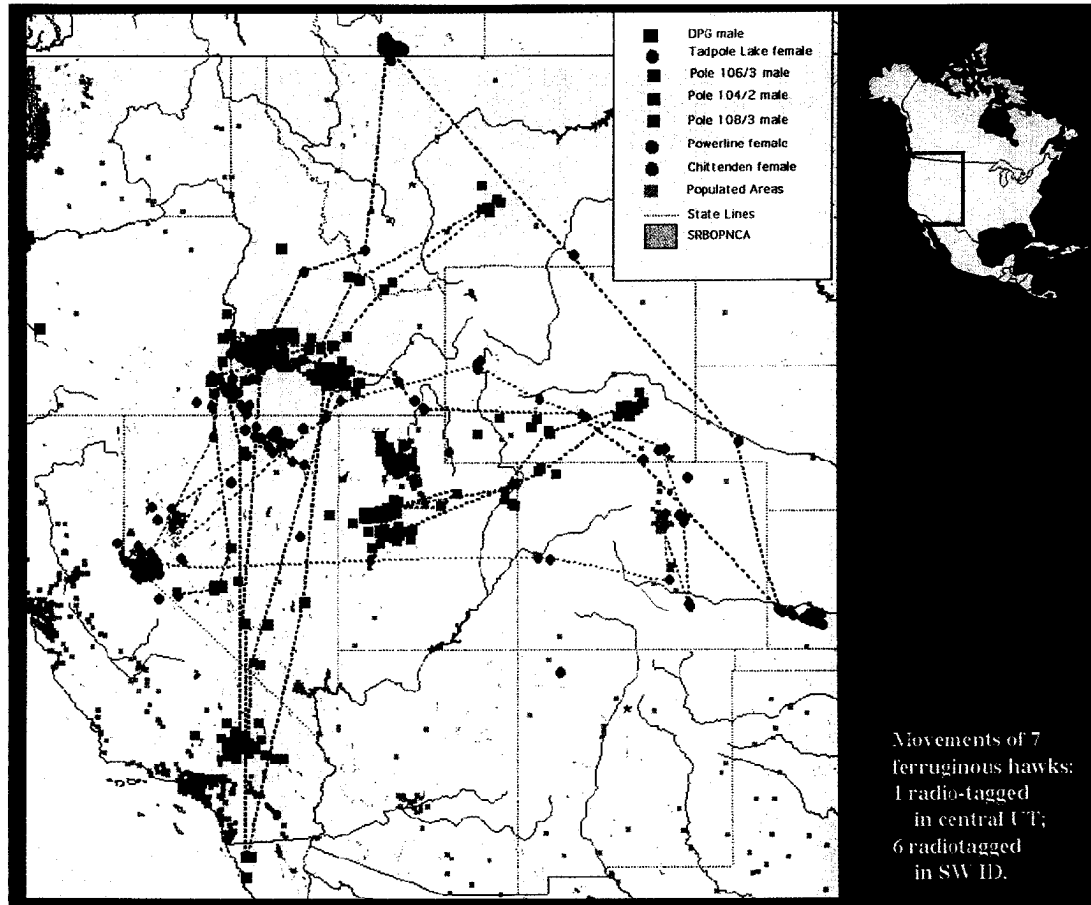 DPG male
Tadpole Lake female
Pole 106/3 male
Pole 104/2 male
Pole 108/3 male
Powerline female
Chittenden female
Populated Areas
State Lines
SRBOPNCA
Movements of 7
ferruginous hawks:
1 radio-tagged
in central UT;
6 radiotagged
in SW ID.